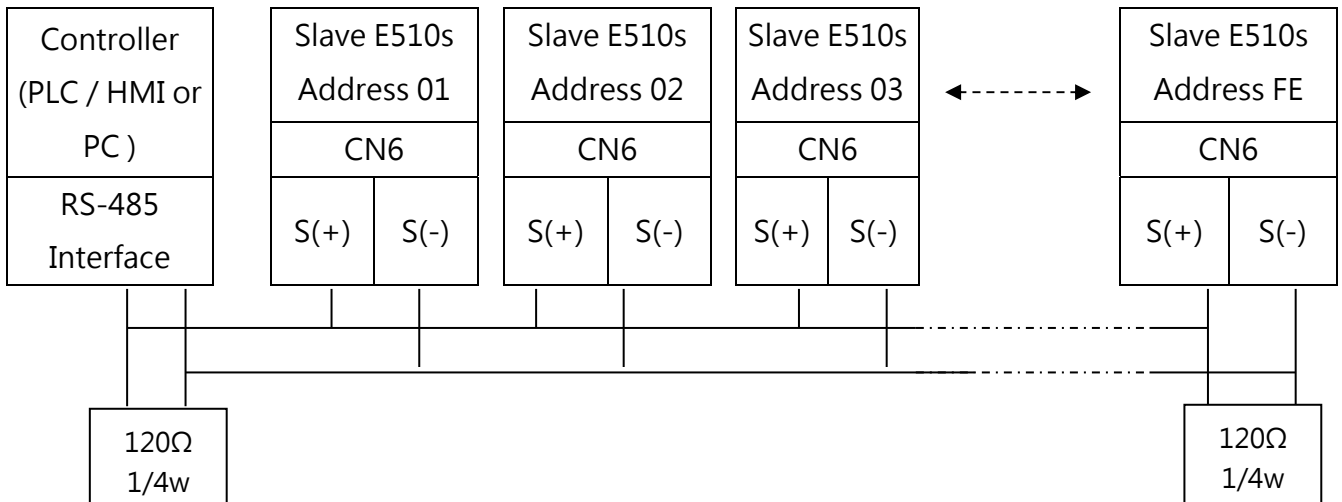 Controller
(PLC / HMI or
PC )
RS-485
Interface
Slave E510s
Address 01
CN6
S(+) S(-)
Slave E510s
Address 02
CN6
S(+) S(-)
Slave E510s
Address 03
CN6
S(+) S(-)
Slave E510s
Address FE
CN6
S(+) S(-)
120Ω
1/4w
120Ω
1/4w